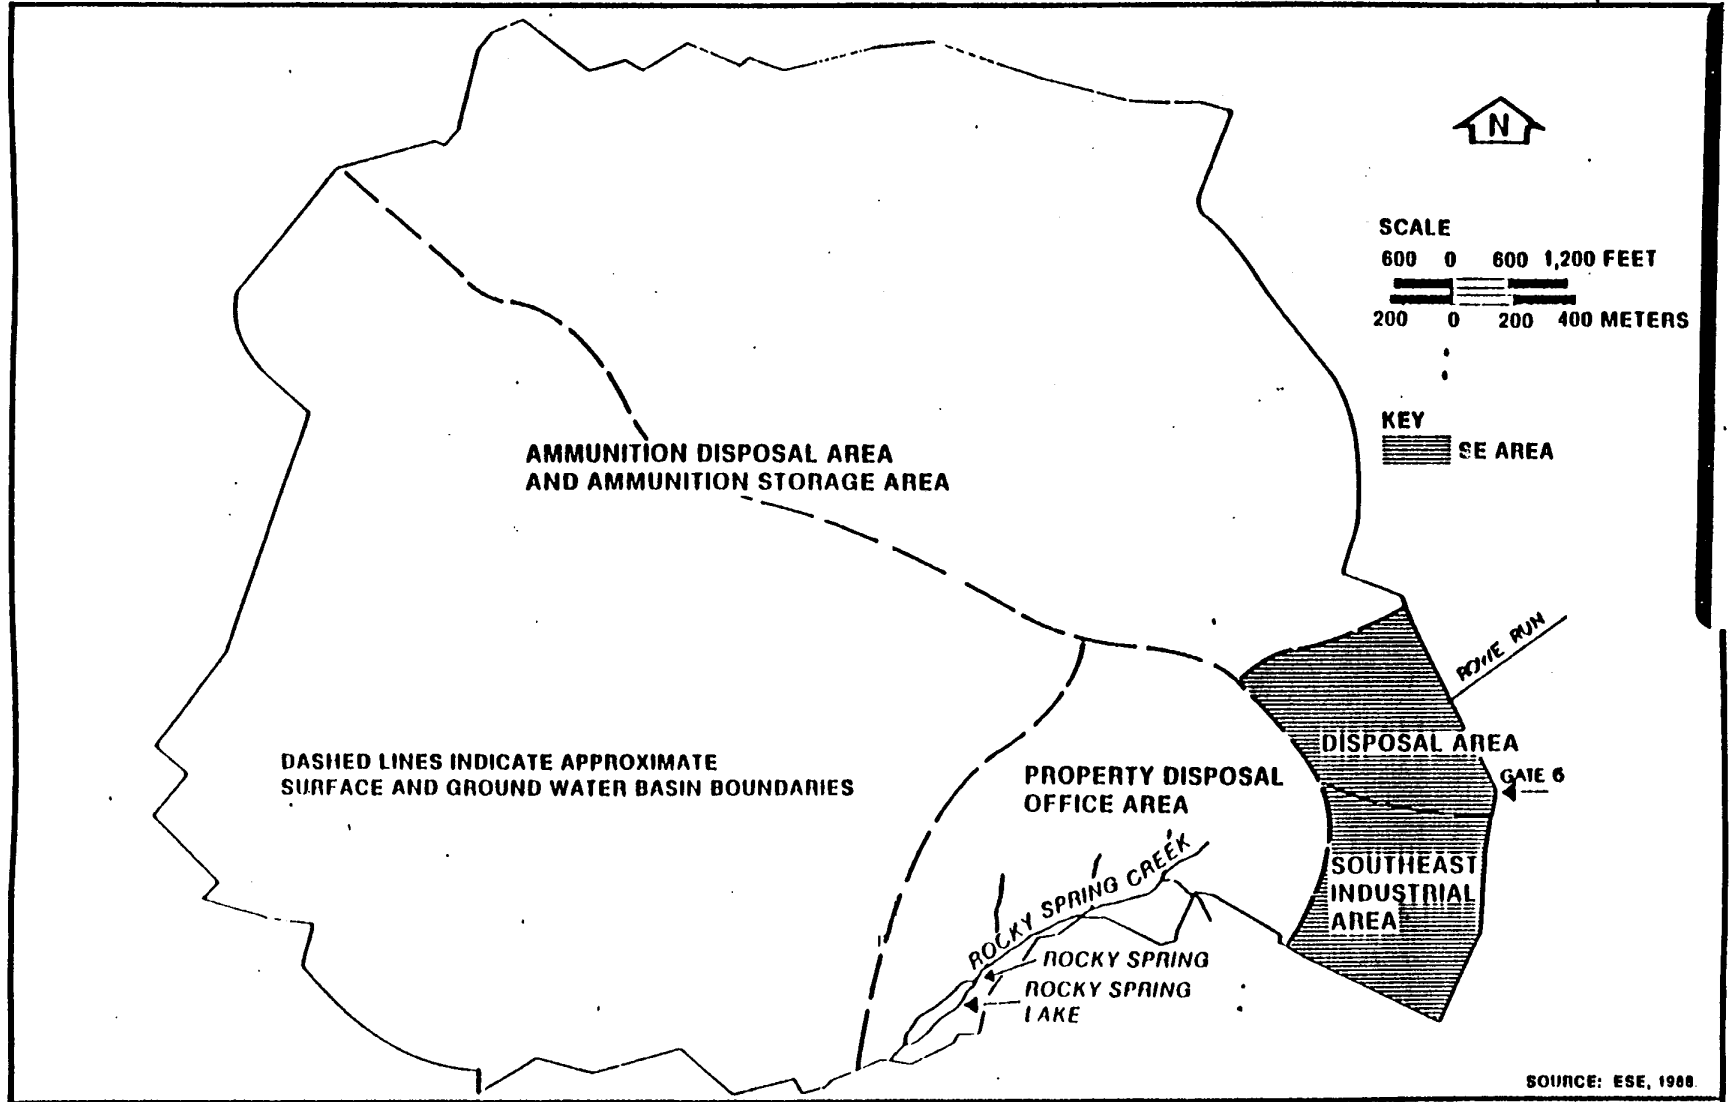 N
SCALE
600 0 600 1,200 FEET
200 0 200 400 METERS
KEY
SE AREA
AMMUNITION DISPOSAL AREA
AND AMMUNITION STORAGE AREA
RUN
DISPOSAL AREA
GATE 6
DASHED LINES INDICATE APPROXIMATE
SURFACE AND GROUND WATER BASIN BOUNDARIES
PROPERTY DISPOSAL
OFFICE AREA
SOUTHEAST
INDUSTRIAL
AREA
ROCKY SPRING CREEK
ROCKY SPRING
ROCKY SPRING
LAKE
SOURCE: ESE, 1988.